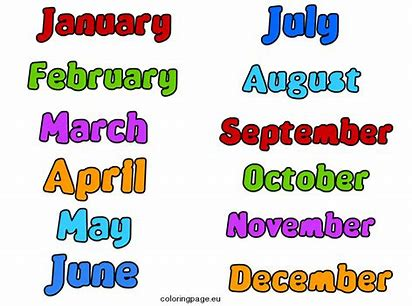 January
February
March
April
May
June
July
August
September
October
November
December
coloringpage.eu